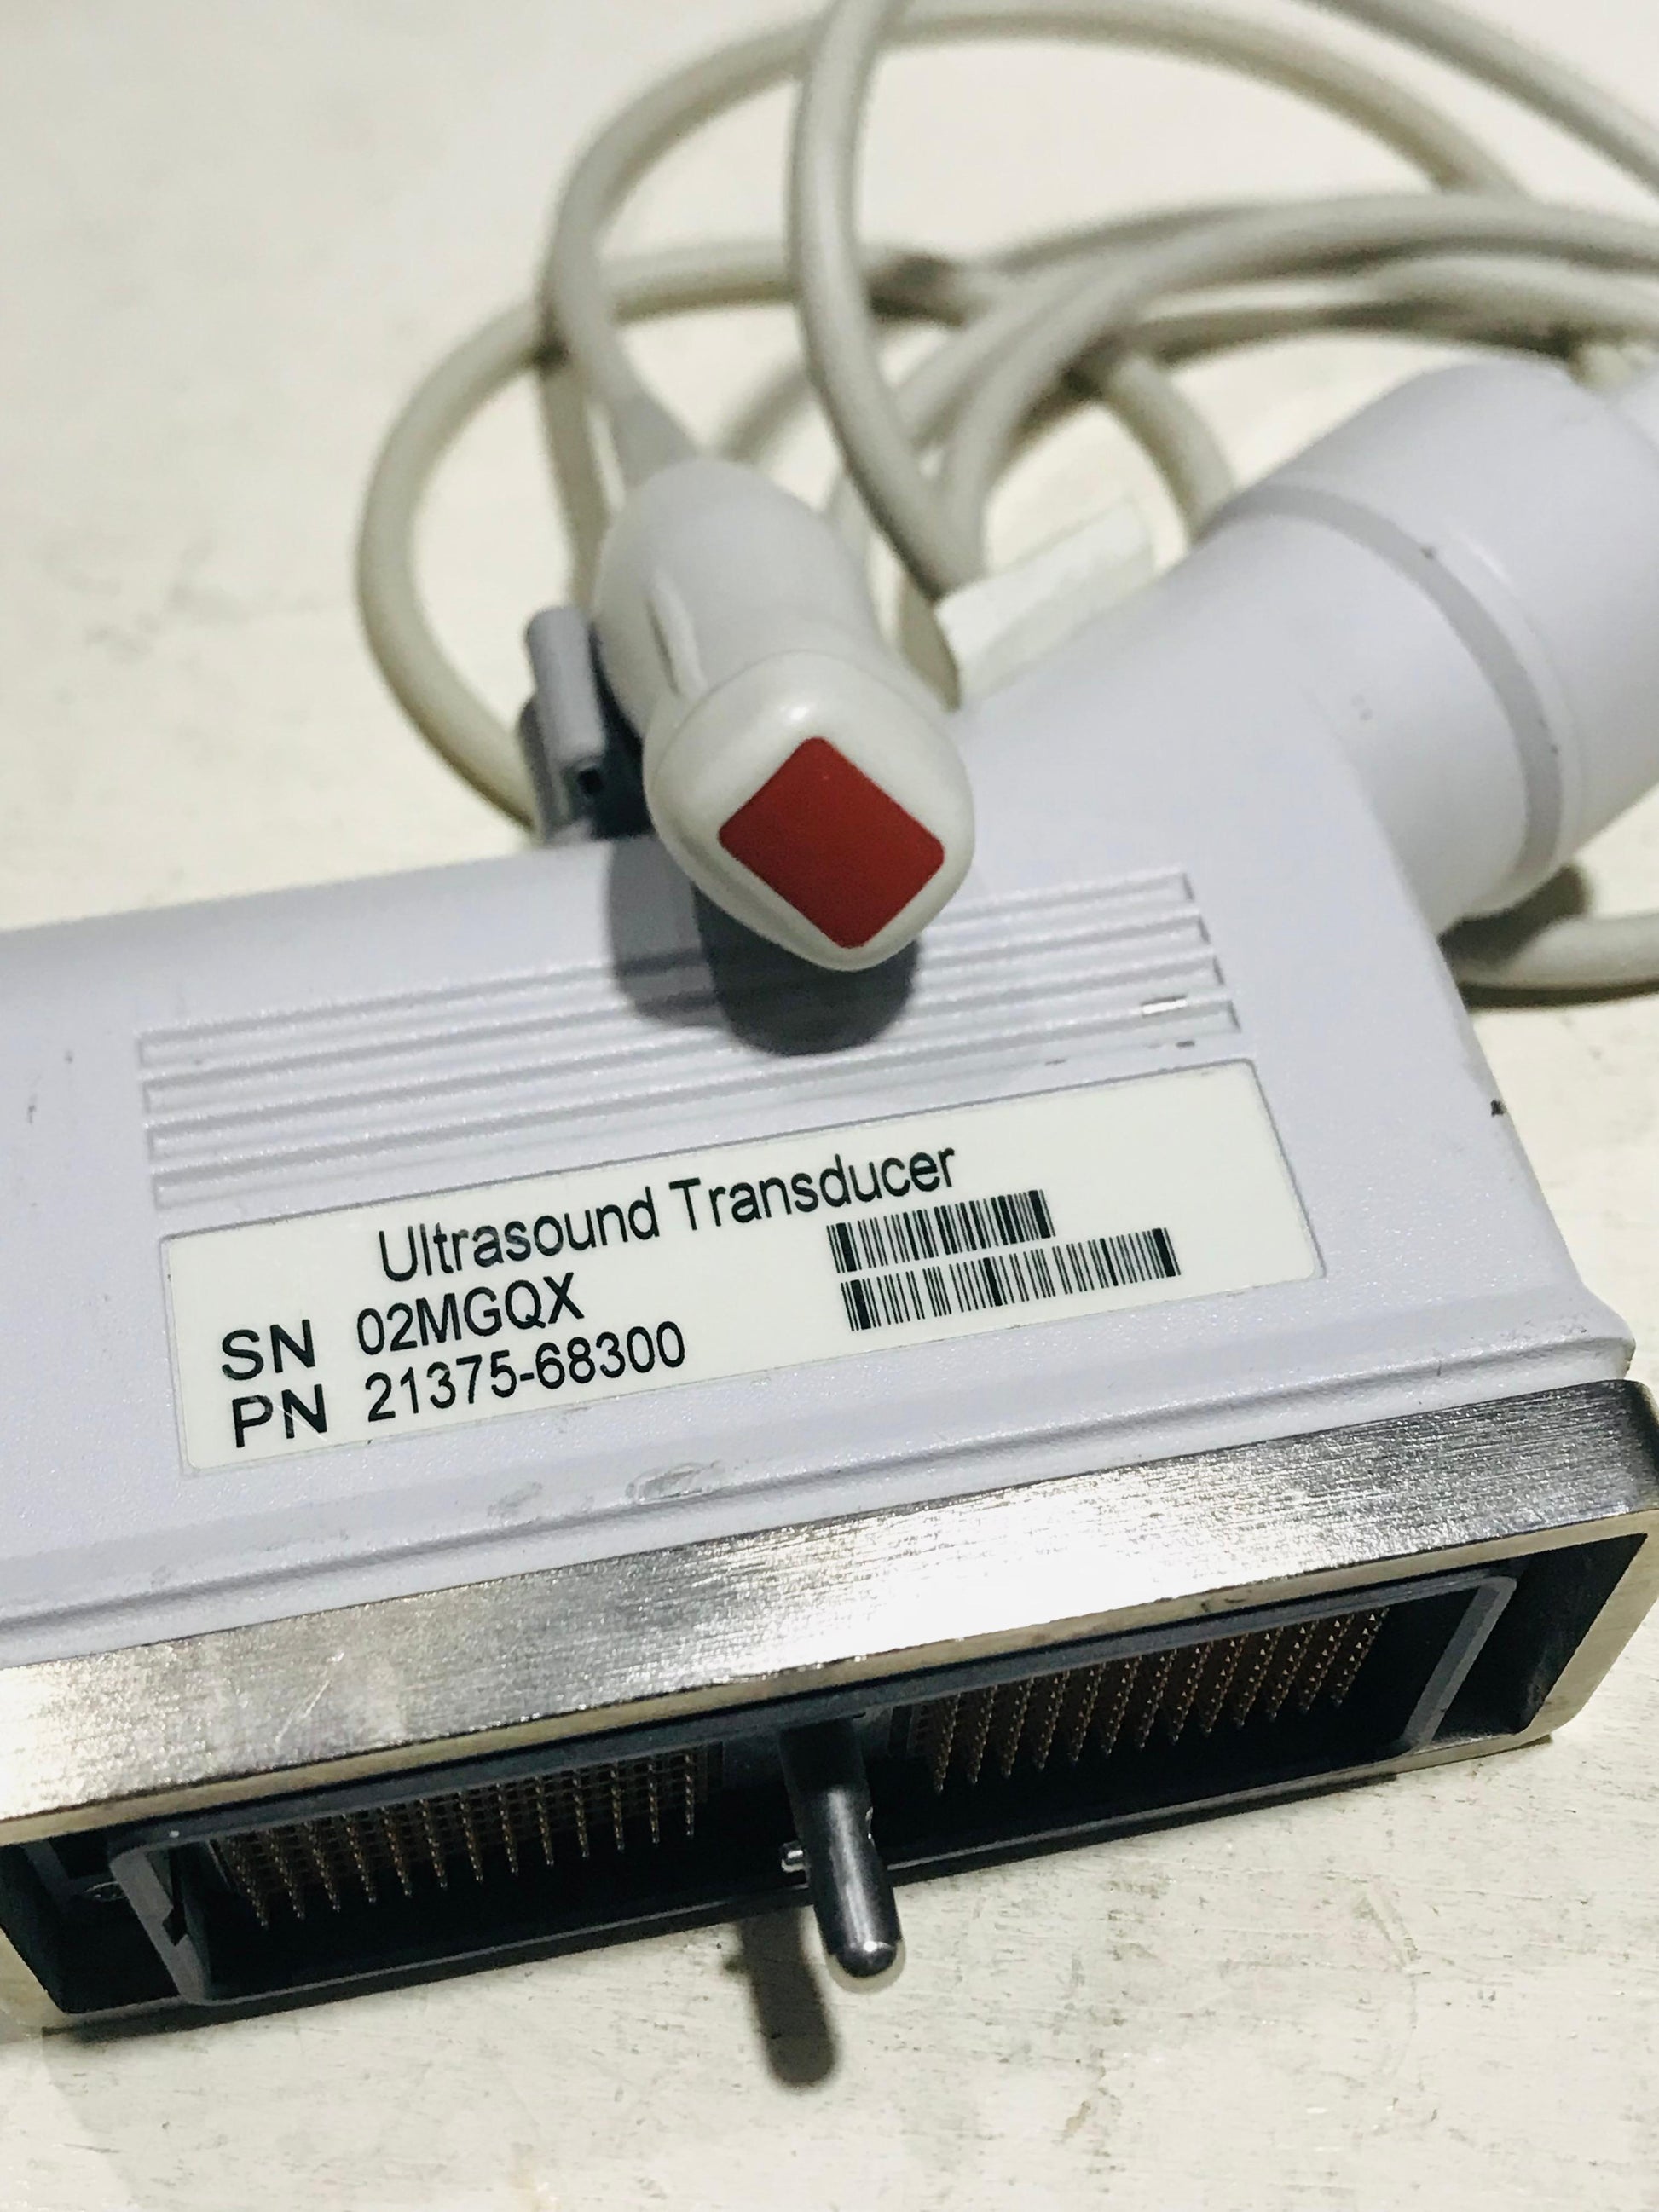 Ultrasound Transducer
SN 02MGQX
PN 21375-68300